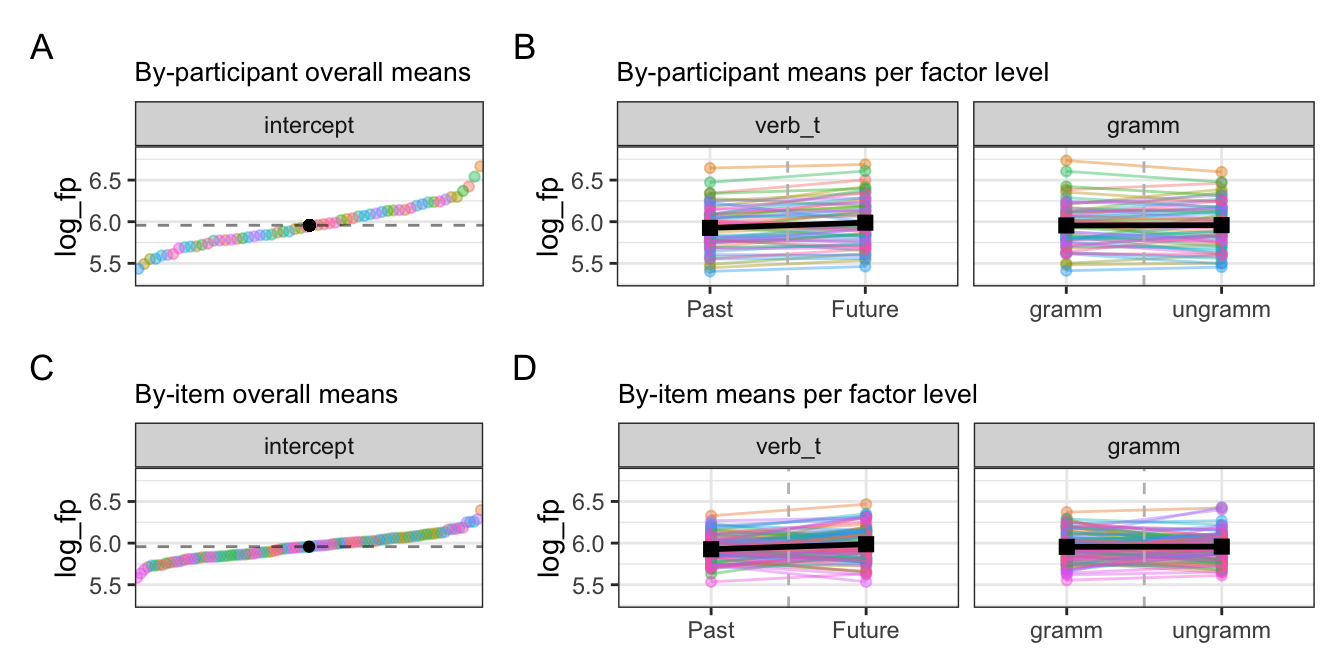 A
By-participant overall means
intercept
log_fp
6.5
6.0
5.5
B
By-participant means per factor level
verb_t
gramm
log_fp
6.5
6.0
5.5
Past
Future
gramm
ungramm
C
By-item overall means
intercept
log_fp
6.5
6.0
5.5
D
By-item means per factor level
verb_t
gramm
log_fp
6.5
6.0
5.5
Past
Future
gramm
ungramm